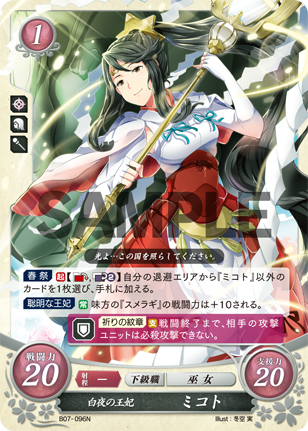 1
SAMPLE
光よ…この国を照らしてください。
春祭 起 自分の退避エリアから『ミコト』以外の
カードを1枚選び、手札に加える。
聡明な王妃 常 味方の『スメラギ』の戦闘力は+10される。
祈りの紋章 支 戦闘終了まで、相手の攻撃
ユニットは必殺攻撃できない。
戦闘力
20
射程 一 下級職 巫女
支援力
20
白夜の王妃 ミコト
B07-096N
Illust:冬空 実